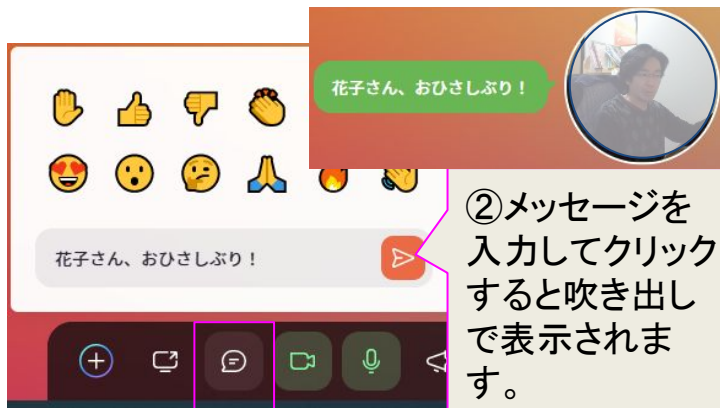 花子さん、おひさしぶり！
花子さん、おひさしぶり！
②メッセージを
入力してクリック
すると吹き出し
で表示されま
す。